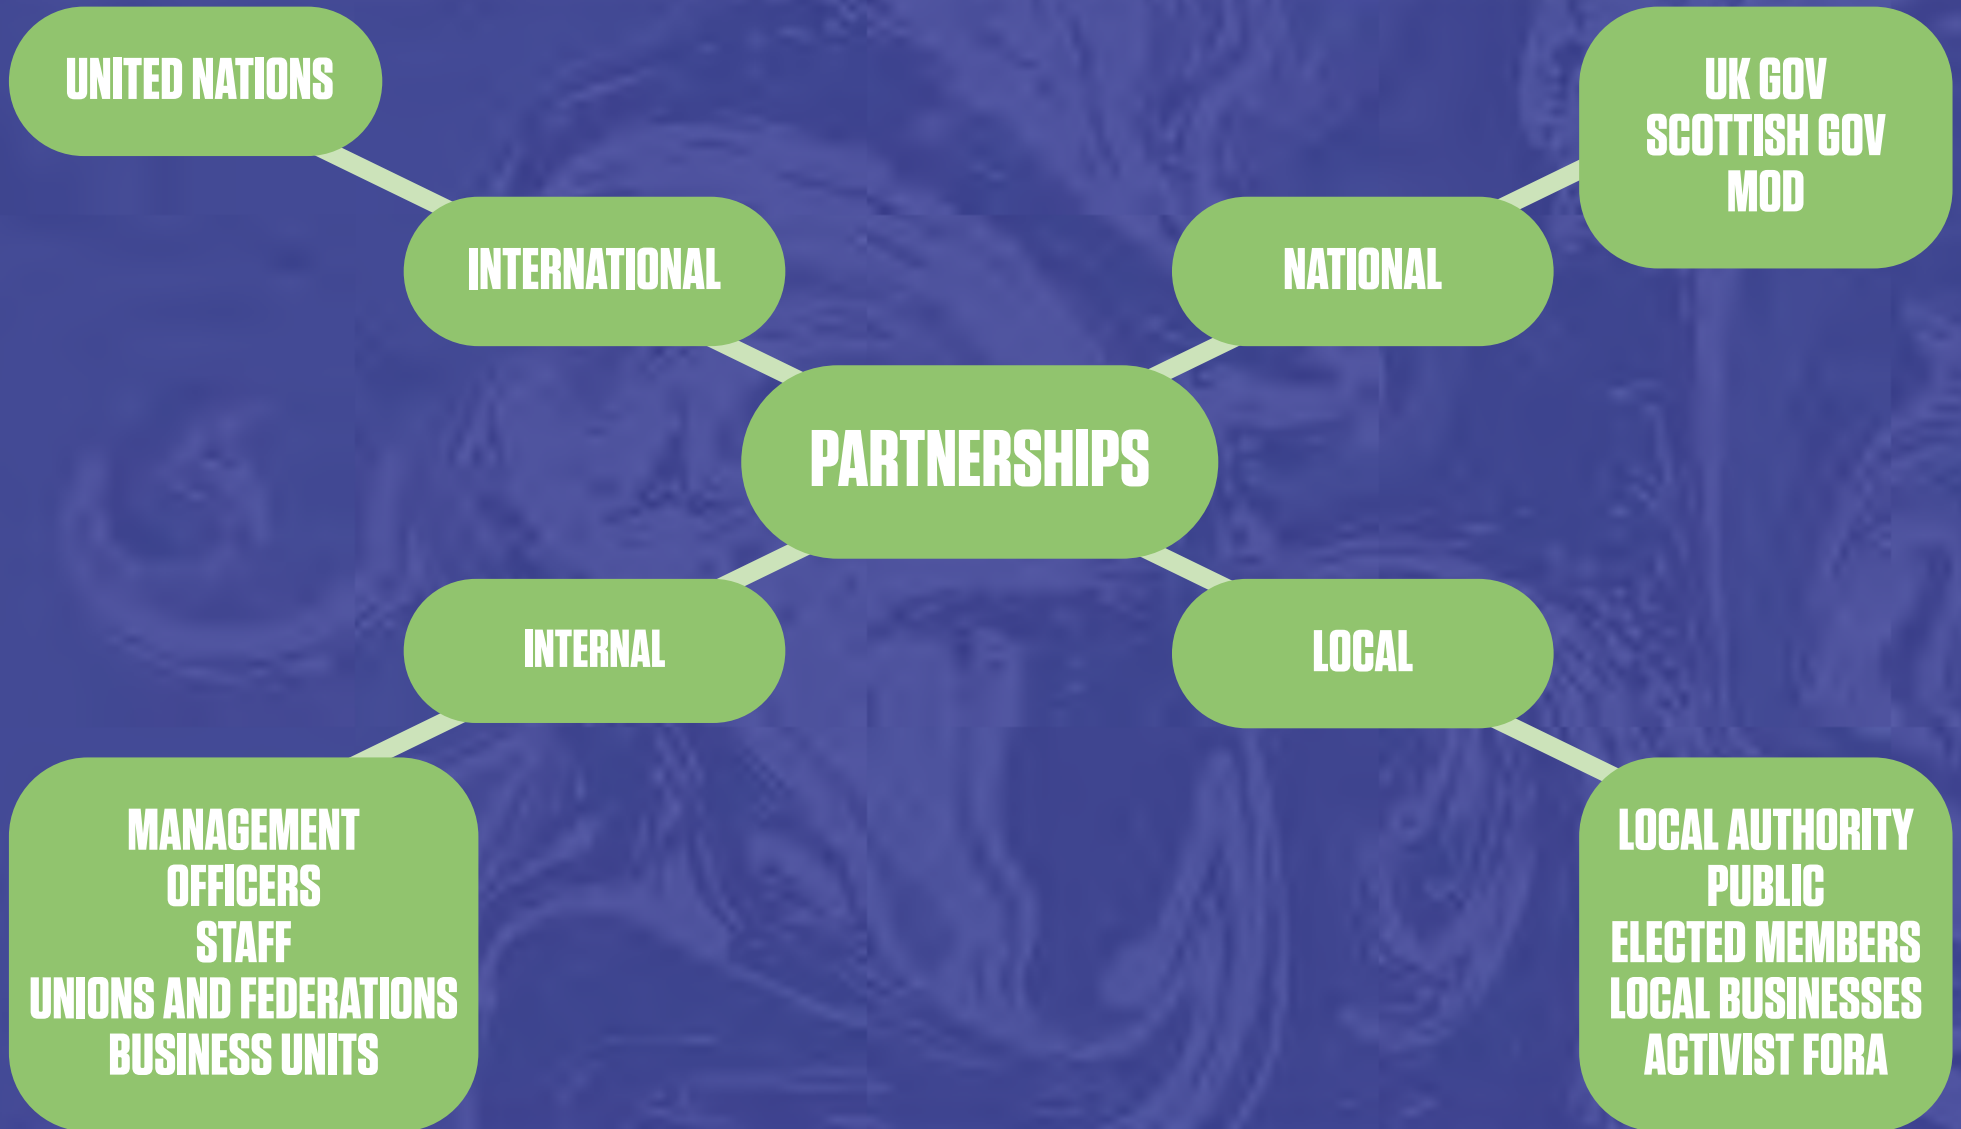 UNITED NATIONS
UK GOV
SCOTTISH GOV
MOD
INTERNATIONAL
NATIONAL
PARTNERSHIPS
INTERNAL
LOCAL
MANAGEMENT
OFFICERS
STAFF
UNIONS AND FEDERATIONS
BUSINESS UNITS
LOCAL AUTHORITY
PUBLIC
ELECTED MEMBERS
LOCAL BUSINESSES
ACTIVIST FORA